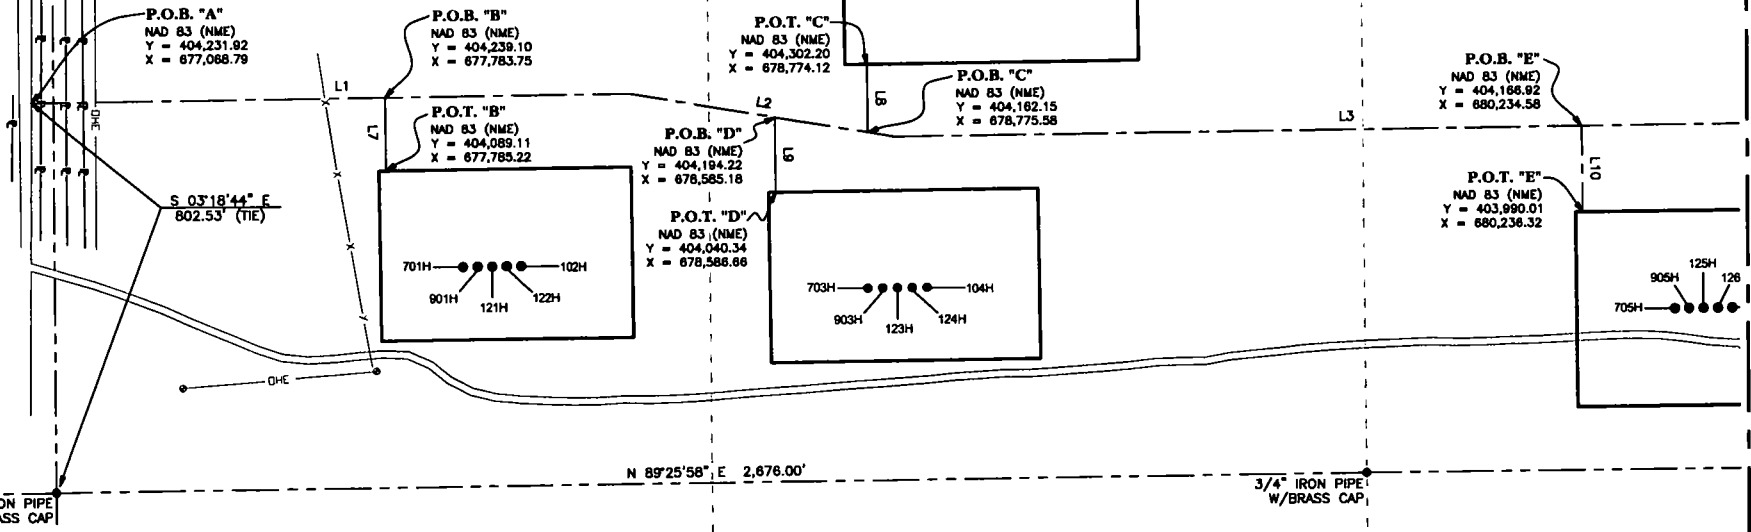 P.O.B. "A"
NAD 83 (NME)
Y = 404,231.92
X = 677,068.79
P.O.B. "B"
NAD 83 (NME)
Y = 404,239.10
X = 677,783.75
P.O.T. "C"
NAD 83 (NME)
Y = 404,302.20
X = 678,774.12
P.O.B. "C"
NAD 83 (NME)
Y = 404,162.15
X = 678,775.58
P.O.B. "E"
NAD 83 (NME)
Y = 404,166.92
X = 680,234.58
L1
L2
L3
L8
OHE
P.O.T. "B"
NAD 83 (NME)
Y = 404,089.11
X = 677,785.22
L7
P.O.B. "D"
NAD 83 (NME)
Y = 404,194.22
X = 678,585.18
L9
L10
P.O.T. "E"
NAD 83 (NME)
Y = 403,990.01
X = 680,236.32
S 03°18'44" E
802.53' (TIE)
P.O.T. "D"
NAD 83 (NME)
Y = 404,040.34
X = 678,586.66
X
X
X
701H
102H
901H
122H
121H
703H
104H
903H
124H
123H
125H
905H
126
705H
OHE
N 89°25'58" E 2,676.00'
ON PIPE
ASS CAP
3/4" IRON PIPE
W/BRASS CAP